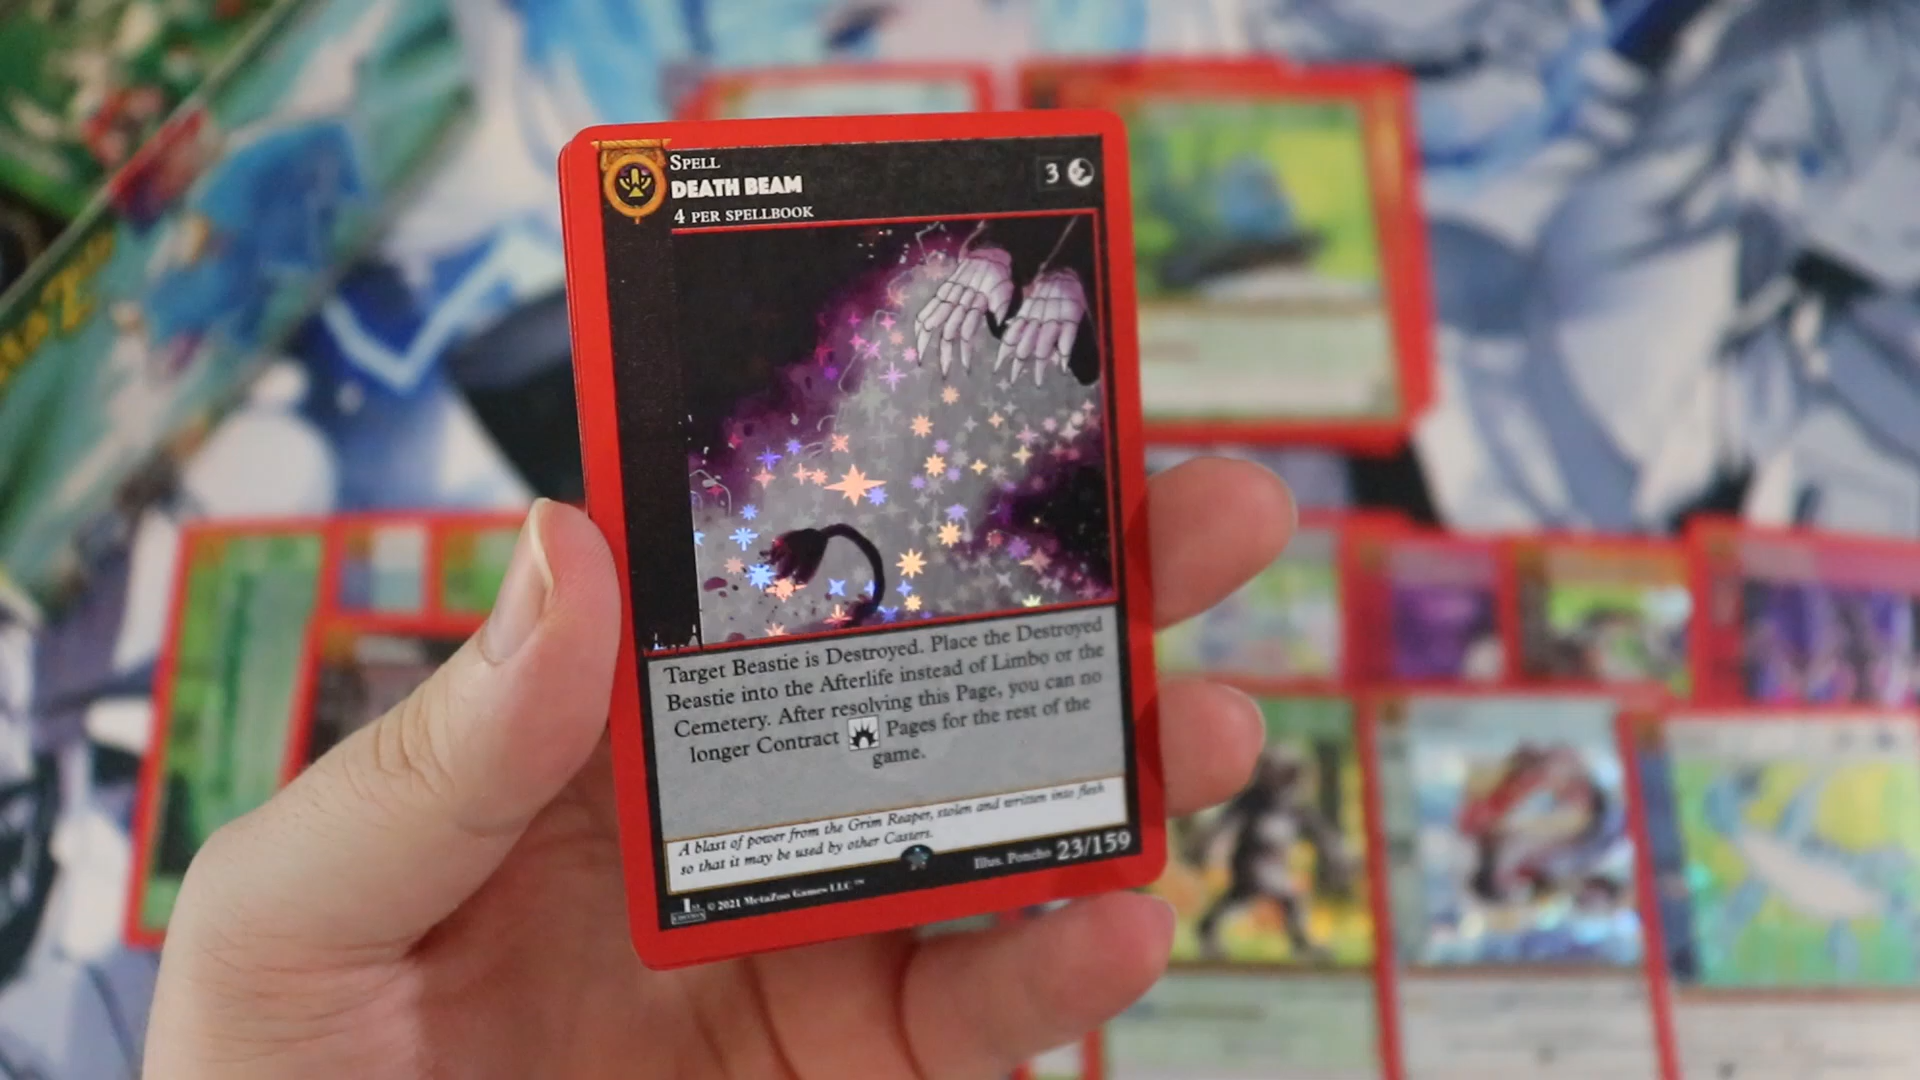 SPELL
DEATH BEAM
3
4 PER SPELLBOOK
Target Beastie is Destroyed. Place the Destroyed
Beastie into the Afterlife instead of Limbo or the
Cemetery. After resolving this Page, you can no
longer Contract Pages for the rest of the
game.
A blast of power from the Grim Reaper, stolen and written into flesh
so that it may be used by other Casters.
Illus. Poncho 23/159
1ST EDITION © 2021 MetaZoo Games LLC ™